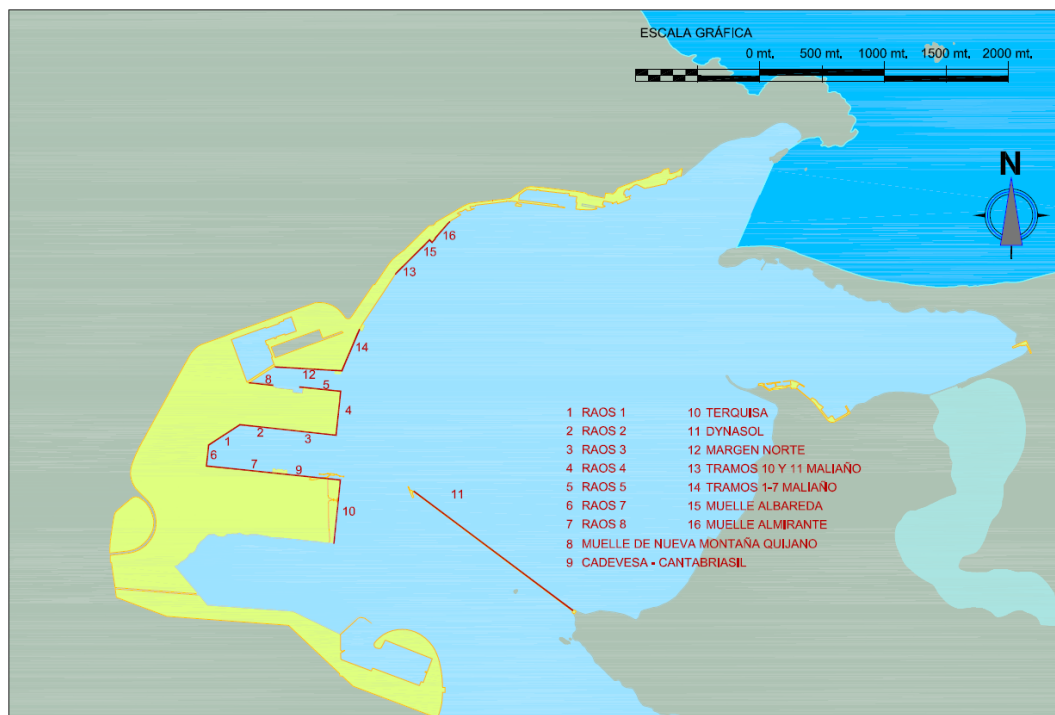 ESCALA GRÁFICA
0 mt. 500 mt. 1000 mt. 1500 mt. 2000 mt.
N
16
15
13
14
12
8
5
4
1
2
3
6
7
9
10
11
1 RAOS 1
2 RAOS 2
3 RAOS 3
4 RAOS 4
5 RAOS 5
6 RAOS 7
7 RAOS 8
8 MUELLE DE NUEVA MONTAÑA QUIJANO
9 CADEVESA - CANTABRIASIL
10 TERQUISA
11 DYNASOL
12 MARGEN NORTE
13 TRAMOS 10 Y 11 MALIAÑO
14 TRAMOS 1-7 MALIAÑO
15 MUELLE ALBAREDA
16 MUELLE ALMIRANTE